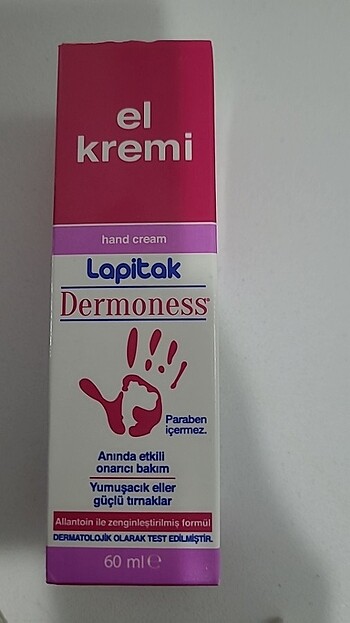 el
kremi
hand cream
Lapitak
Dermoness®
Paraben
içermez.
Anında etkili
onarıcı bakım
Yumuşacık eller
güçlü tırnaklar
Allantoin ile zenginleştirilmiş formül
DERMATOLOJİK OLARAK TEST EDİLMİŞTİR.
60 ml ℮